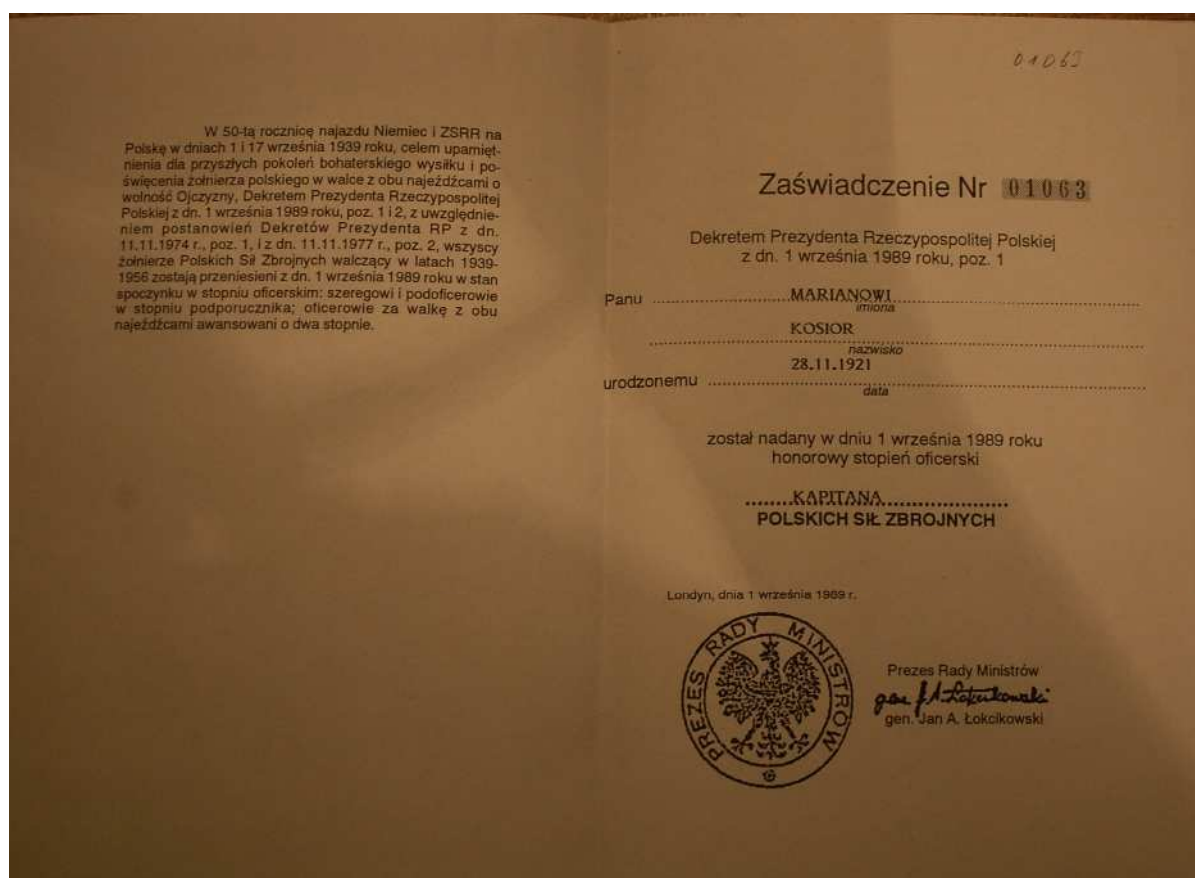 W 50-tą rocznicę najazdu Niemiec i ZSRR na
Polskę w dniach 1 i 17 września 1939 roku, celem upamięt-
nienia dla przyszłych pokoleń bohaterskiego wysiłku i po-
święcenia żołnierza polskiego w walce z obu najeźdźcami o
wolność Ojczyzny, Dekretem Prezydenta Rzeczypospolitej
Polskiej z dn. 1 września 1989 roku, poz. 1 i 2, z uwzględnie-
niem postanowień Dekretów Prezydenta RP z dn.
11.11.1974 r., poz. 1, i z dn. 11.11.1977 r., poz. 2, wszyscy
żołnierze Polskich Sił Zbrojnych walczący w latach 1939-
1956 zostają przeniesieni z dn. 1 września 1989 roku w stan
spoczynku w stopniu oficerskim: szeregowi i podoficerowie
w stopniu podporucznika; oficerowie za walkę z obu
najeźdźcami awansowani o dwa stopnie.
01063
Zaświadczenie Nr 01063
Dekretem Prezydenta Rzeczypospolitej Polskiej
z dn. 1 września 1989 roku, poz. 1
Panu MARIANOWI
imiona
KOSIOR
nazwisko
28.11.1921
urodzonemu
data
został nadany w dniu 1 września 1989 roku
honorowy stopień oficerski
KAPITANA
POLSKICH SIŁ ZBROJNYCH
Londyn, dnia 1 września 1989 r.
PREZES RADY MINISTRÓW
Prezes Rady Ministrów
gen. J. A. Łokcikowski
gen. Jan A. Łokcikowski